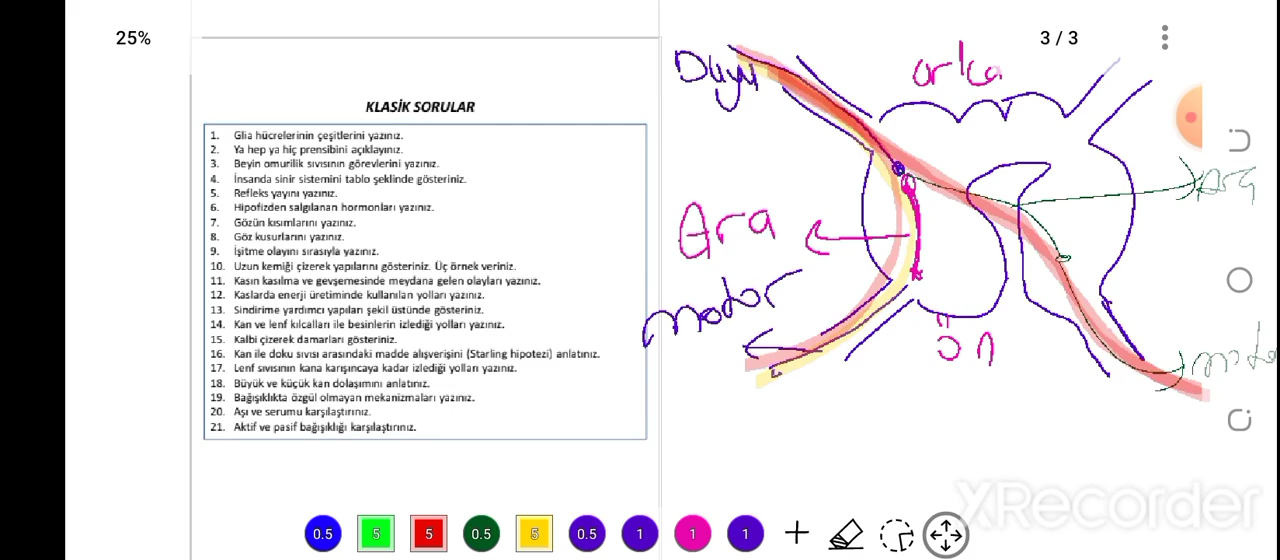 25%
3 / 3
KLASİK SORULAR
1. Glia hücrelerinin çeşitlerini yazınız.
2. Ya hep ya hiç prensibini açıklayınız.
3. Beyin omurilik sıvısının görevlerini yazınız.
4. İnsanda sinir sistemini tablo şeklinde gösteriniz.
5. Refleks yayını yazınız.
6. Hipofizden salgılanan hormonları yazınız.
7. Gözün kısımlarını yazınız.
8. Göz kusurlarını yazınız.
9. İşitme olayını sırasıyla yazınız.
10. Uzun kemiği çizerek yapılarını gösteriniz. Üç örnek veriniz.
11. Kasın kasılma ve gevşemesinde meydana gelen olayları yazınız.
12. Kaslarda enerji üretiminde kullanılan yolları yazınız.
13. Sindirime yardımcı yapıları şekil üstünde gösteriniz.
14. Kan ve lenf kılcalları ile besinlerin izlediği yolları yazınız.
15. Kalbi çizerek damarları gösteriniz.
16. Kan ile doku sıvısı arasındaki madde alışverişini (Starling hipotezi) anlatınız.
17. Lenf sıvısının kana karışıncaya kadar izlediği yolları yazınız.
18. Büyük ve küçük kan dolaşımını anlatınız.
19. Bağışıklıkta özgül olmayan mekanizmaları yazınız.
20. Aşı ve serumu karşılaştırınız.
21. Aktif ve pasif bağışıklığı karşılaştırınız.
Duyu
arka
Ara
Ara
motor
ön
moto
XRecorder
0.5 5 5 0.5 5 0.5 1 1 1